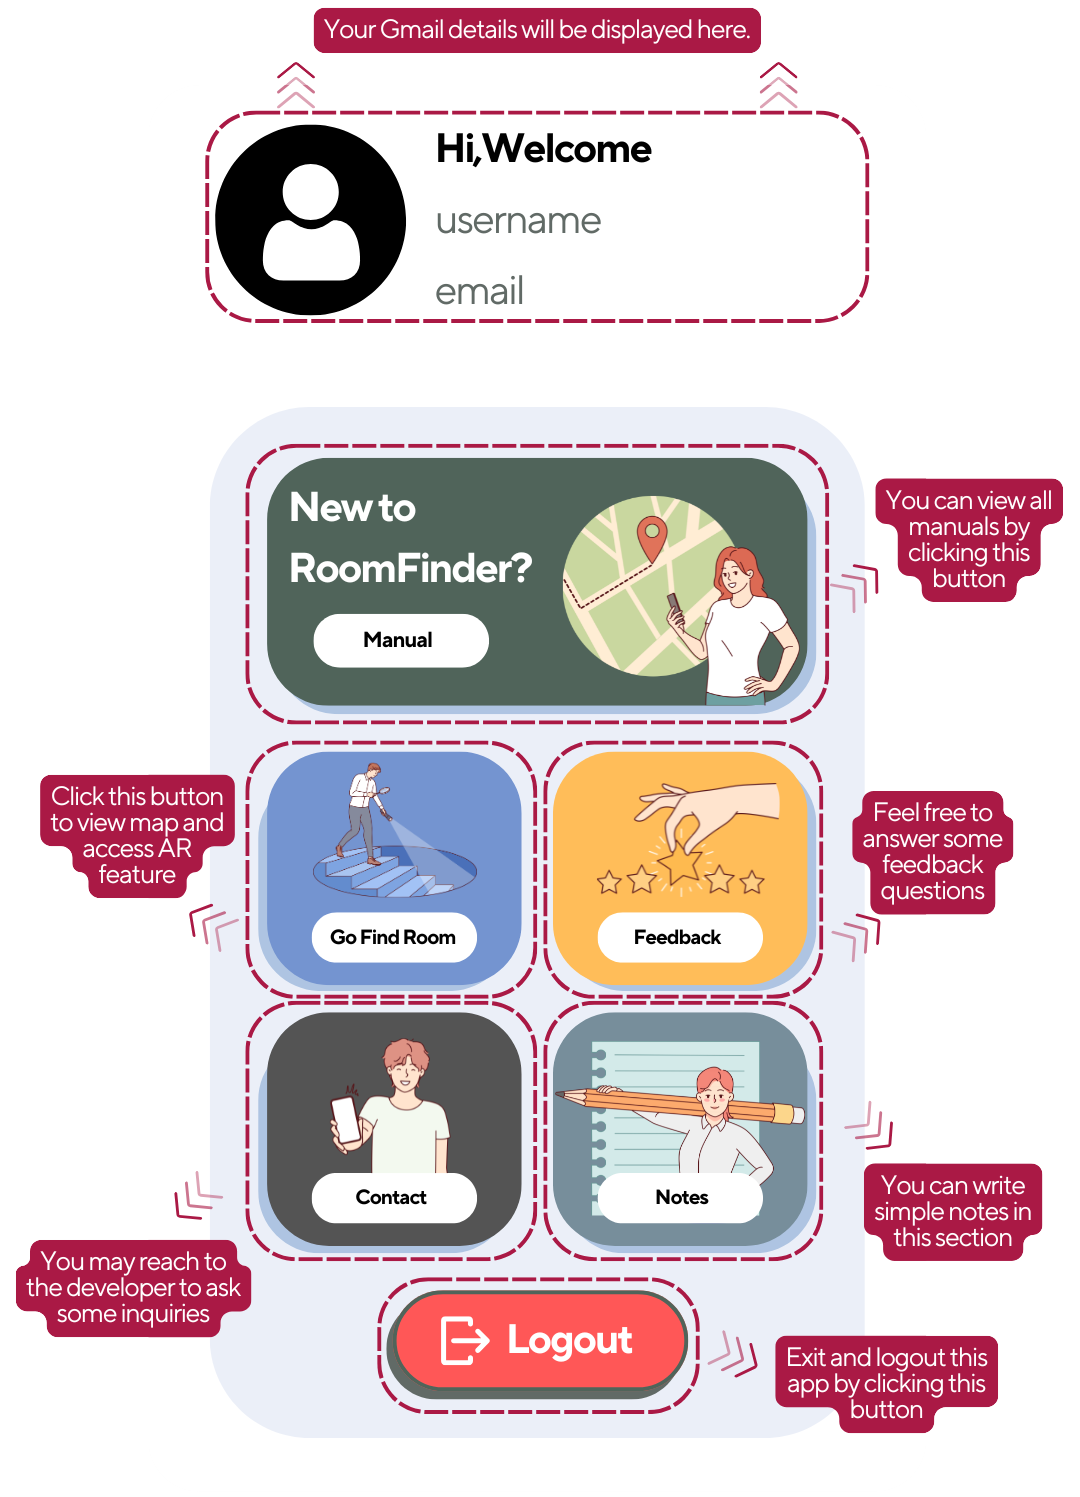 Your Gmail details will be displayed here.
Hi,Welcome
username
email
New to
RoomFinder?
Manual
You can view all
manuals by
clicking this
button
Click this button
to view map and
access AR
feature
Go Find Room
Feedback
Feel free to
answer some
feedback
questions
Contact
Notes
You may reach to
the developer to ask
some inquiries
You can write
simple notes in
this section
Logout
Exit and logout this
app by clicking this
button